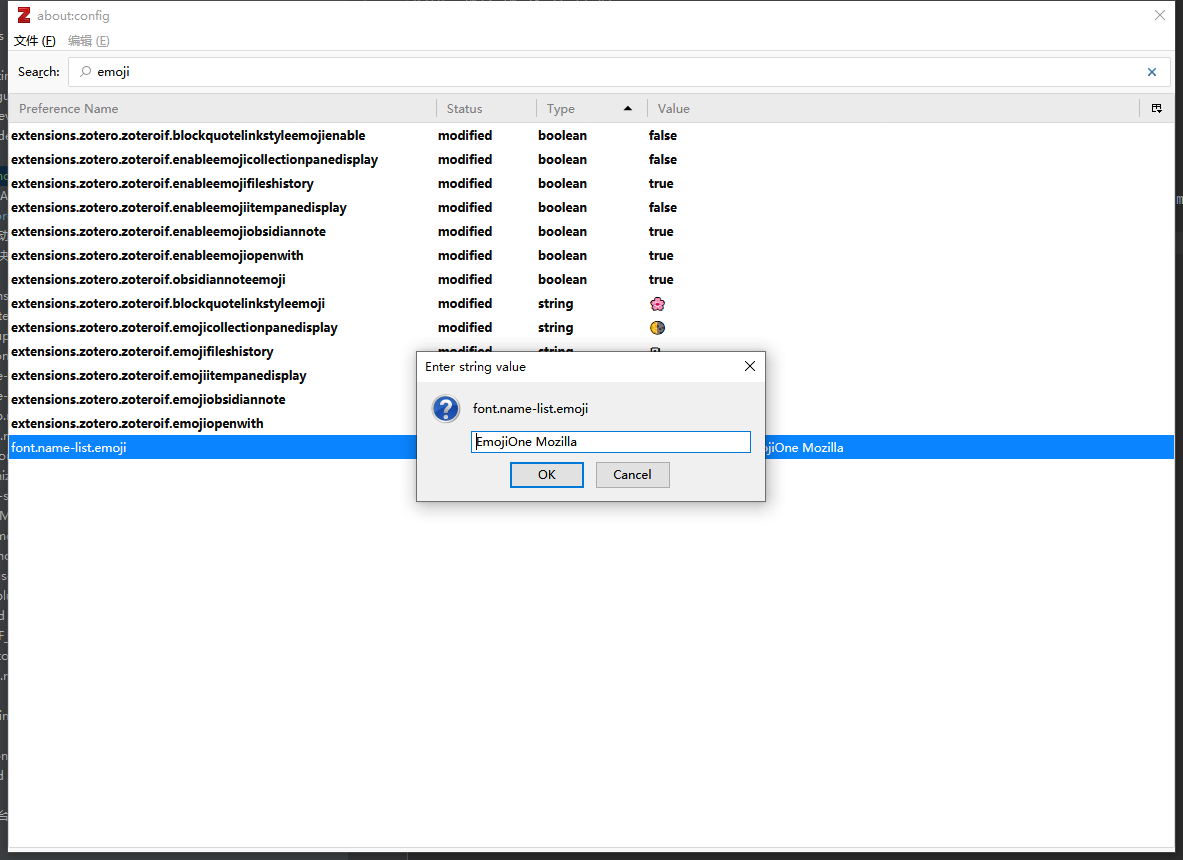 Z about:config
文件 (F) 编辑 (E)
Search: emoji
Preference Name Status Type Value
extensions.zotero.zoteroif.blockquotelinkstyleemojienable modified boolean false
extensions.zotero.zoteroif.enableemojicollectionpanedisplay modified boolean false
extensions.zotero.zoteroif.enableemojifileshistory modified boolean true
extensions.zotero.zoteroif.enableemojiitempanedisplay modified boolean false
extensions.zotero.zoteroif.enableemojiobsidiannote modified boolean true
extensions.zotero.zoteroif.enableemojiopenwith modified boolean true
extensions.zotero.zoteroif.obsidiannoteemoji modified boolean true
extensions.zotero.zoteroif.blockquotelinkstyleemoji modified string 🌸
extensions.zotero.zoteroif.emojicollectionpanedisplay modified string 🌗
extensions.zotero.zoteroif.emojifileshistory modified string
extensions.zotero.zoteroif.emojiitempanedisplay
extensions.zotero.zoteroif.emojiobsidiannote
extensions.zotero.zoteroif.emojiopenwith
font.name-list.emoji jiOne Mozilla
Enter string value
font.name-list.emoji
EmojiOne Mozilla
OK Cancel